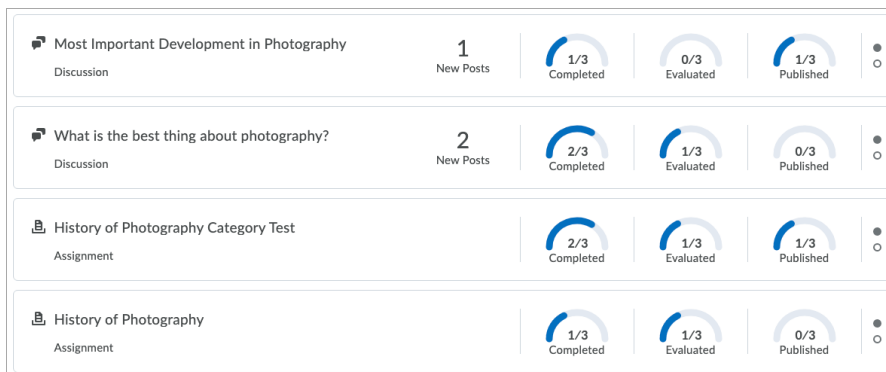 Most Important Development in Photography
Discussion
1
New Posts
1/3
Completed
0/3
Evaluated
1/3
Published
What is the best thing about photography?
Discussion
2
New Posts
2/3
Completed
1/3
Evaluated
0/3
Published
History of Photography Category Test
Assignment
2/3
Completed
1/3
Evaluated
1/3
Published
History of Photography
Assignment
1/3
Completed
1/3
Evaluated
0/3
Published